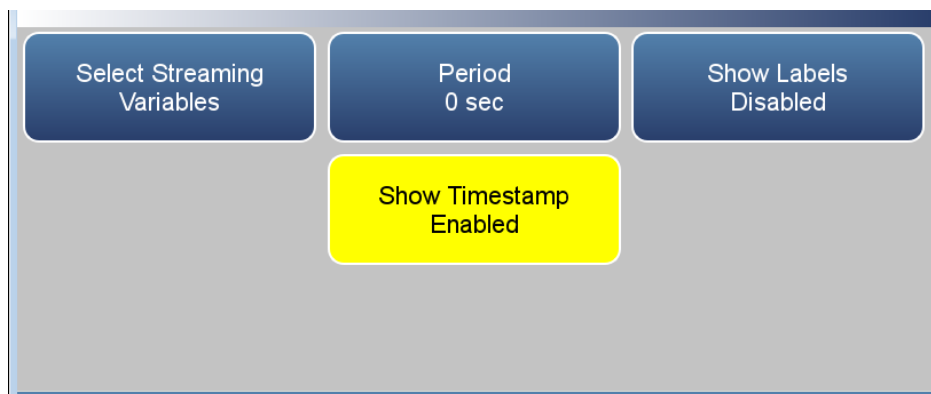 Select Streaming
Variables
Period
0 sec
Show Labels
Disabled
Show Timestamp
Enabled